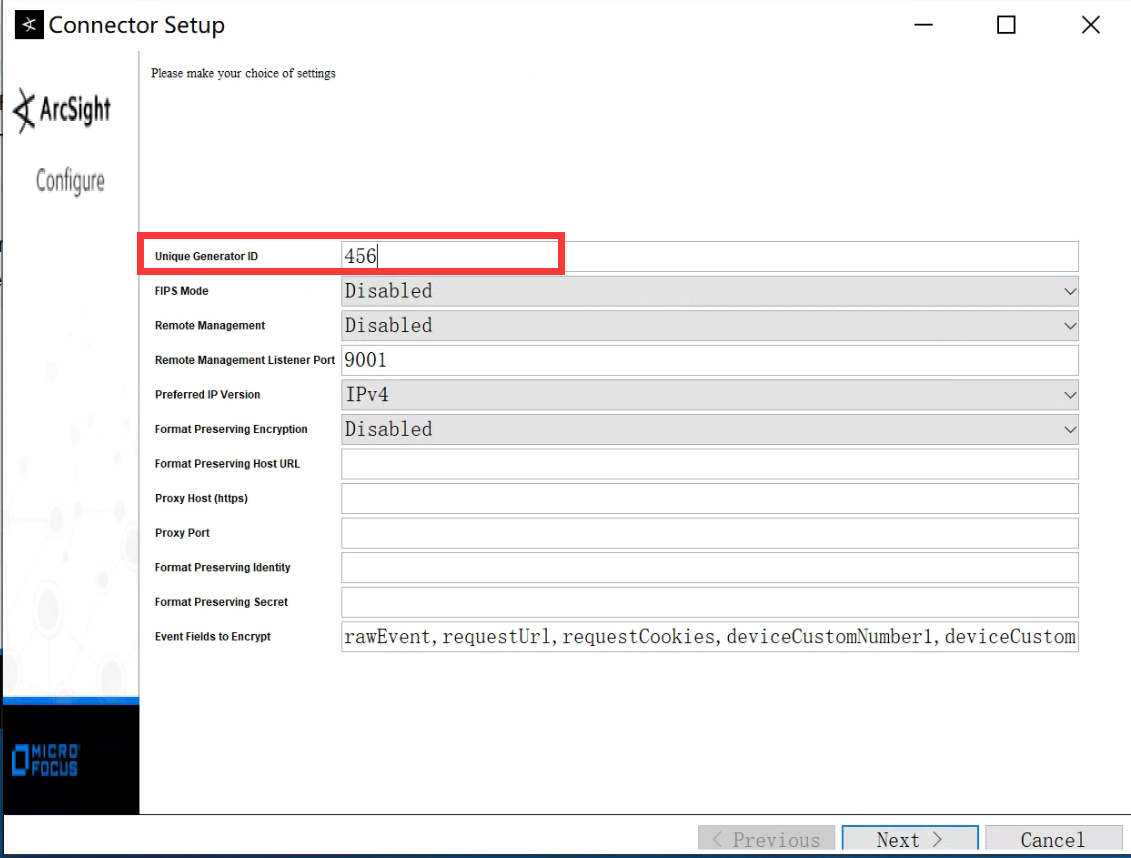 Connector Setup
Please make your choice of settings
ArcSight
Configure
Unique Generator ID 456
FIPS Mode Disabled
Remote Management Disabled
Remote Management Listener Port 9001
Preferred IP Version IPv4
Format Preserving Encryption Disabled
Format Preserving Host URL
Proxy Host (https)
Proxy Port
Format Preserving Identity
Format Preserving Secret
Event Fields to Encrypt rawEvent,requestUrl,requestCookies,deviceCustomNumber1,deviceCustom
MICRO
FOCUS
< Previous Next > Cancel